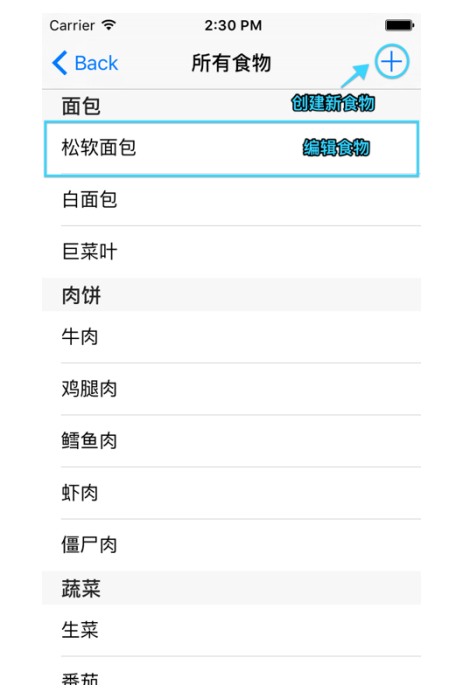 Carrier 2:30 PM
Back 所有食物
面包 创建新食物
松软面包 编辑食物
白面包
巨菜叶
肉饼
牛肉
鸡腿肉
鳕鱼肉
虾肉
僵尸肉
蔬菜
生菜
番茄